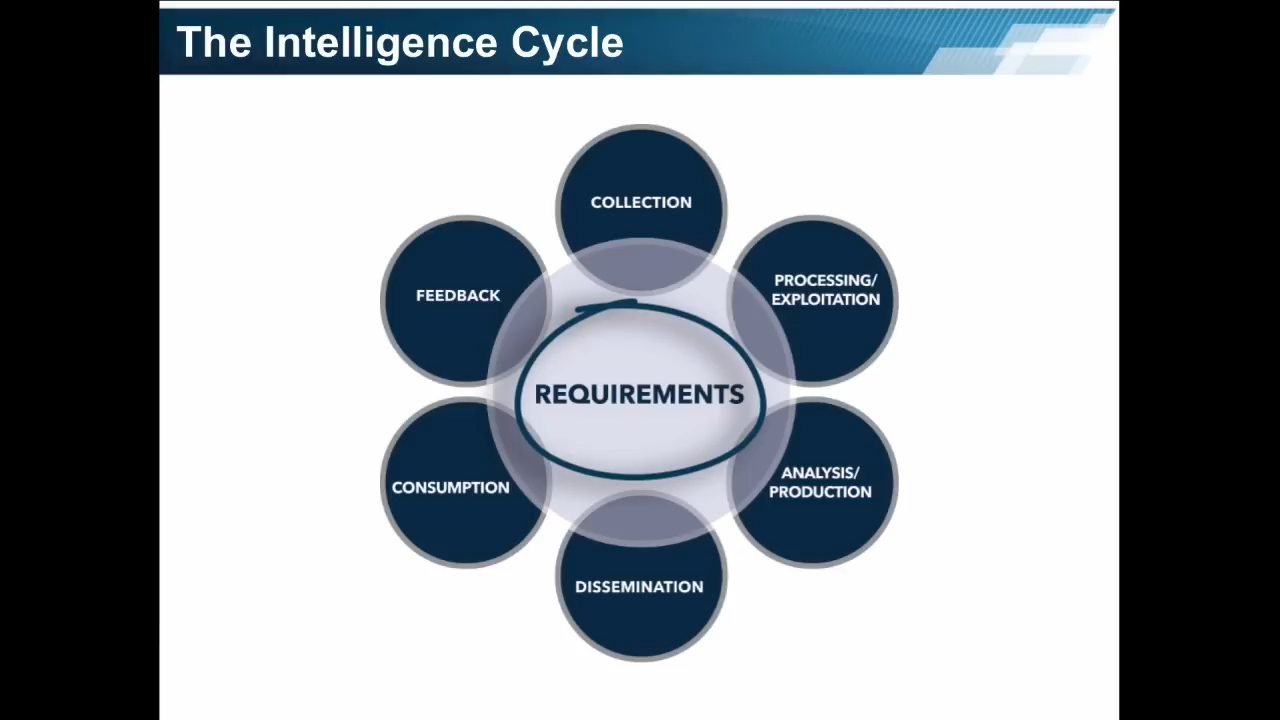 The Intelligence Cycle
COLLECTION
PROCESSING/
EXPLOITATION
FEEDBACK
REQUIREMENTS
ANALYSIS/
PRODUCTION
CONSUMPTION
DISSEMINATION